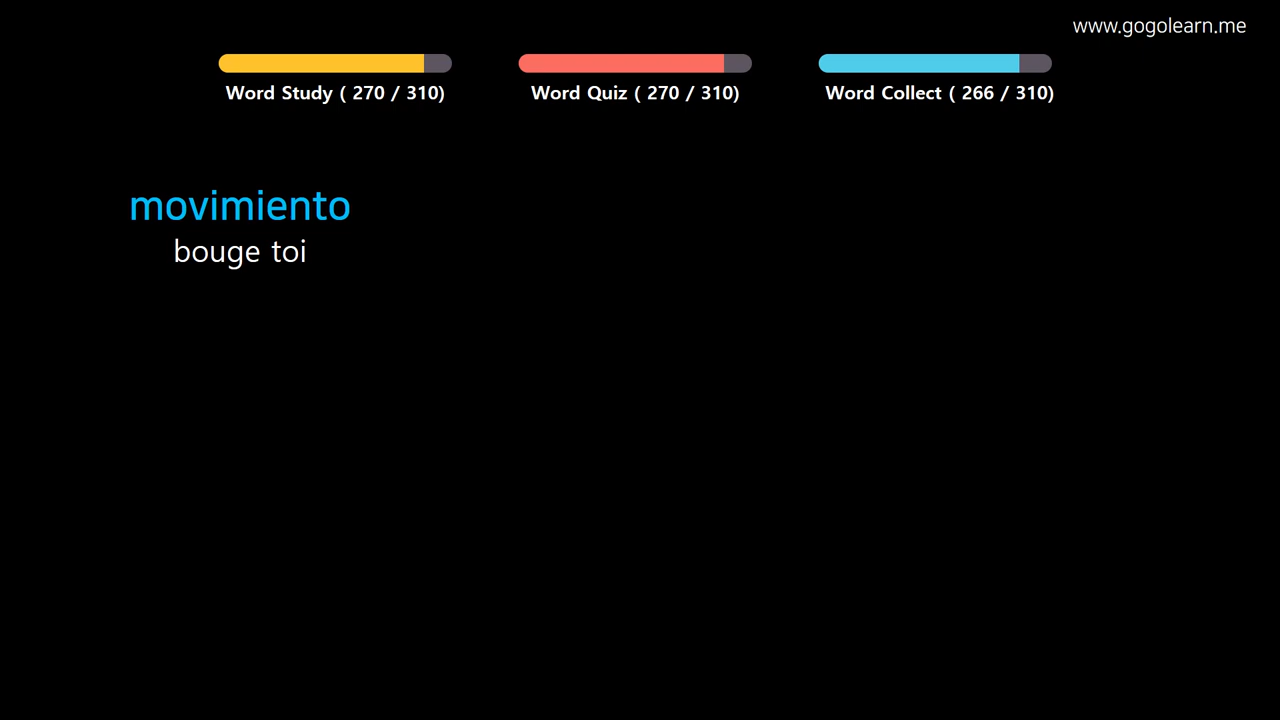 www.gogolearn.me
Word Study ( 270 / 310)
Word Quiz ( 270 / 310)
Word Collect ( 266 / 310)
movimiento
bouge toi